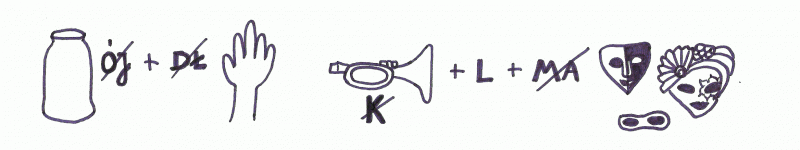 ÓJ + DŁ + L + MA
K